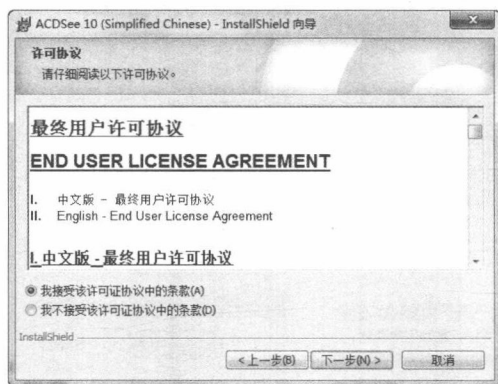 ACDSee 10 (Simplified Chinese) - InstallShield 向导
许可协议
请仔细阅读以下许可协议。
最终用户许可协议
END USER LICENSE AGREEMENT
I. 中文版 - 最终用户许可协议
II. English - End User License Agreement
I. 中文版 -最终用户许可协议
我接受该许可证协议中的条款(A)
我不接受该许可证协议中的条款(D)
InstallShield
<上一步(B) 下一步(N) > 取消